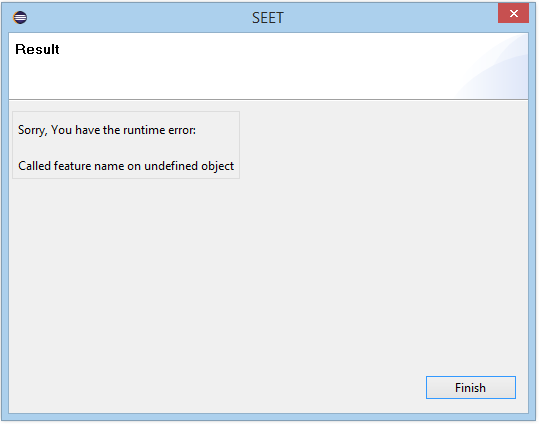 SEET
Result
Sorry, You have the runtime error:
Called feature name on undefined object
Finish